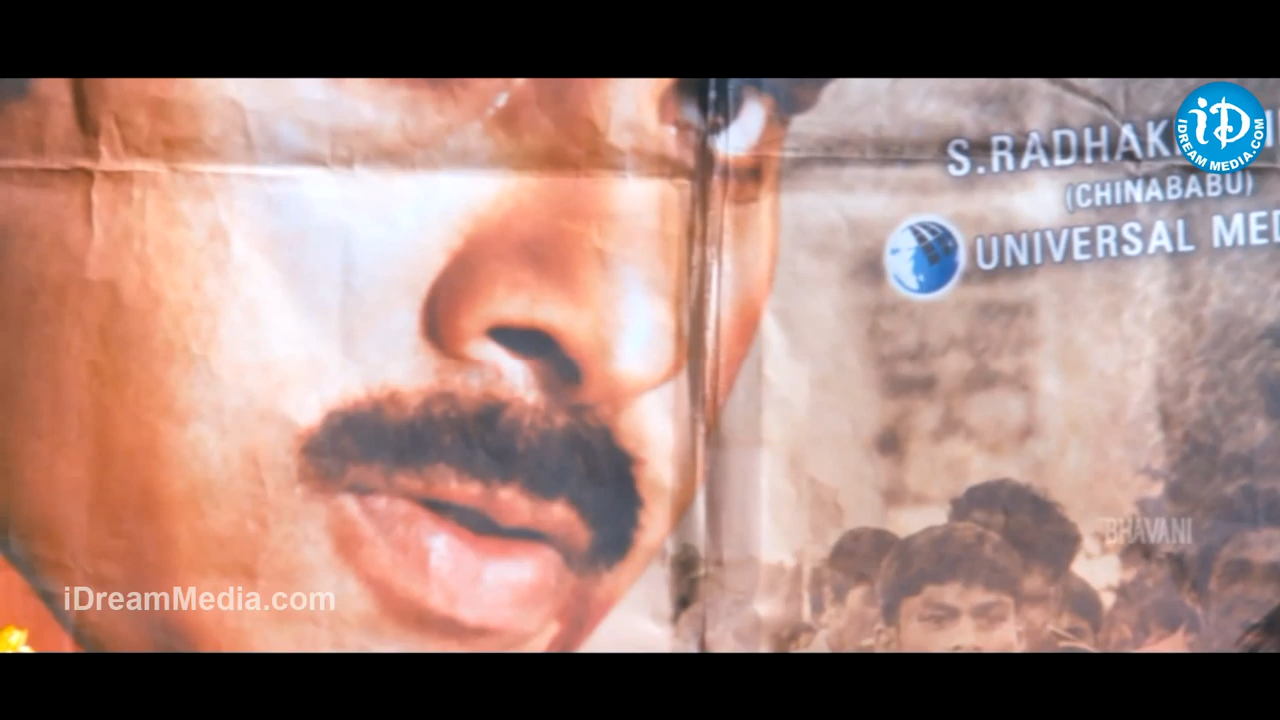 iD
iDREAM MEDIA.COM
S.RADHAK
(CHINABABU)
UNIVERSAL MED
BHAVANI
iDreamMedia.com